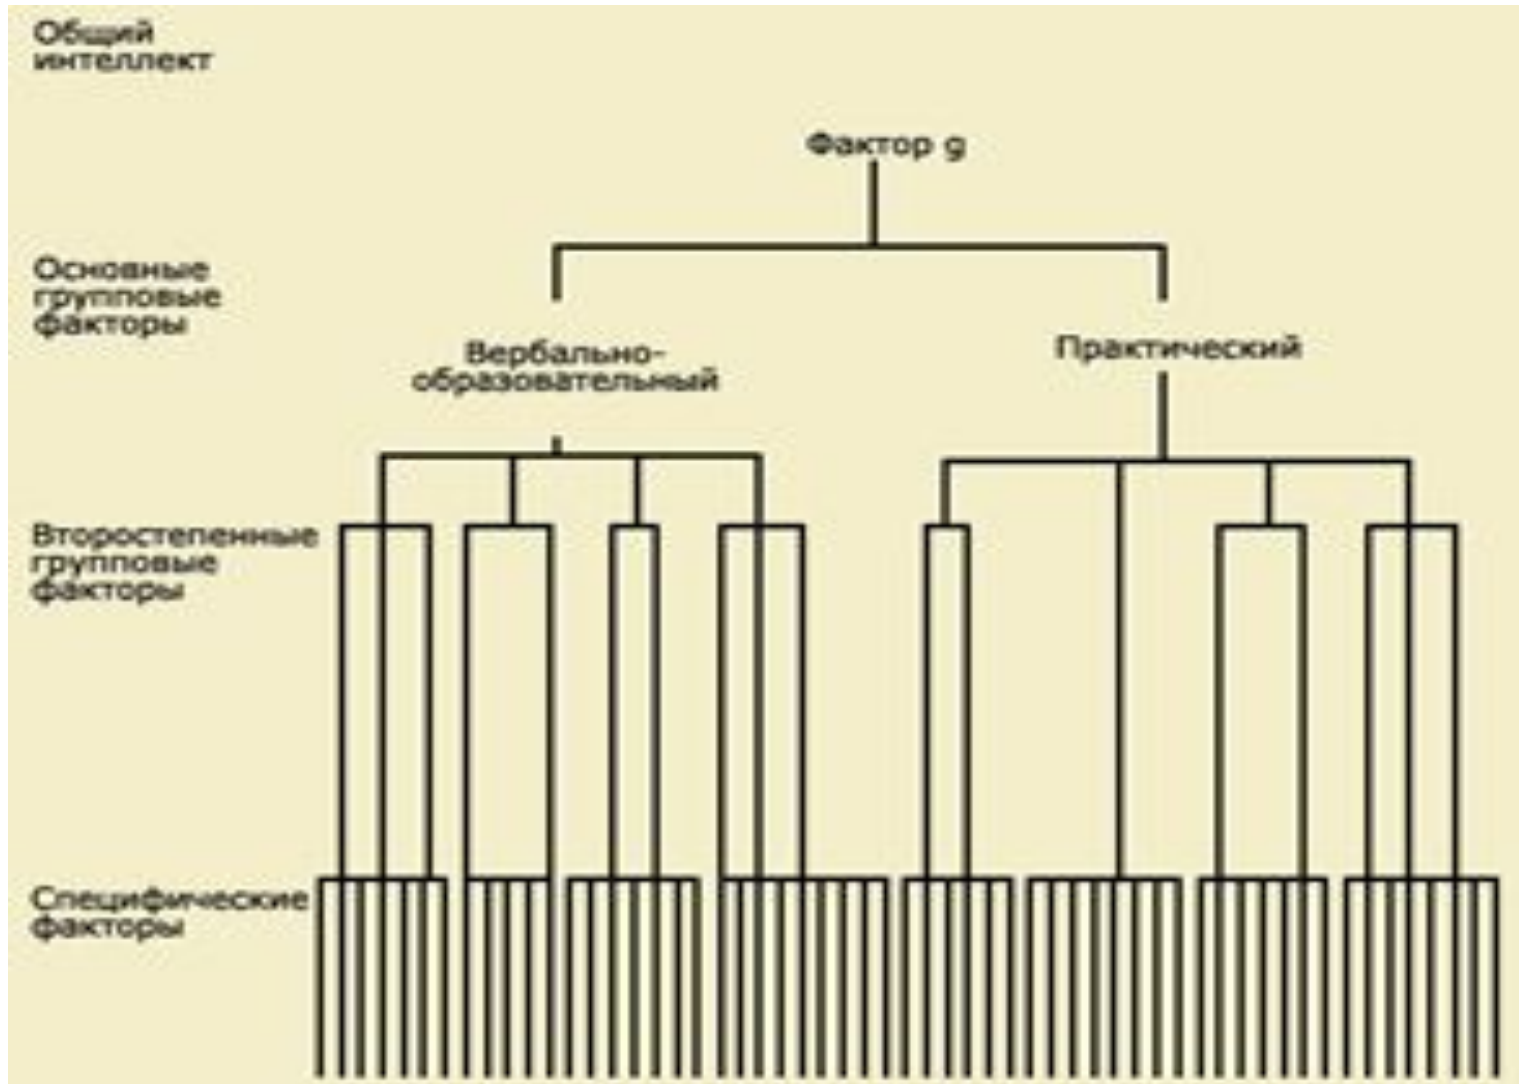 Общий
интеллект
Фактор g
Основные
групповые
факторы
Вербально-
образовательный
Практический
Второстепенные
групповые
факторы
Специфические
факторы